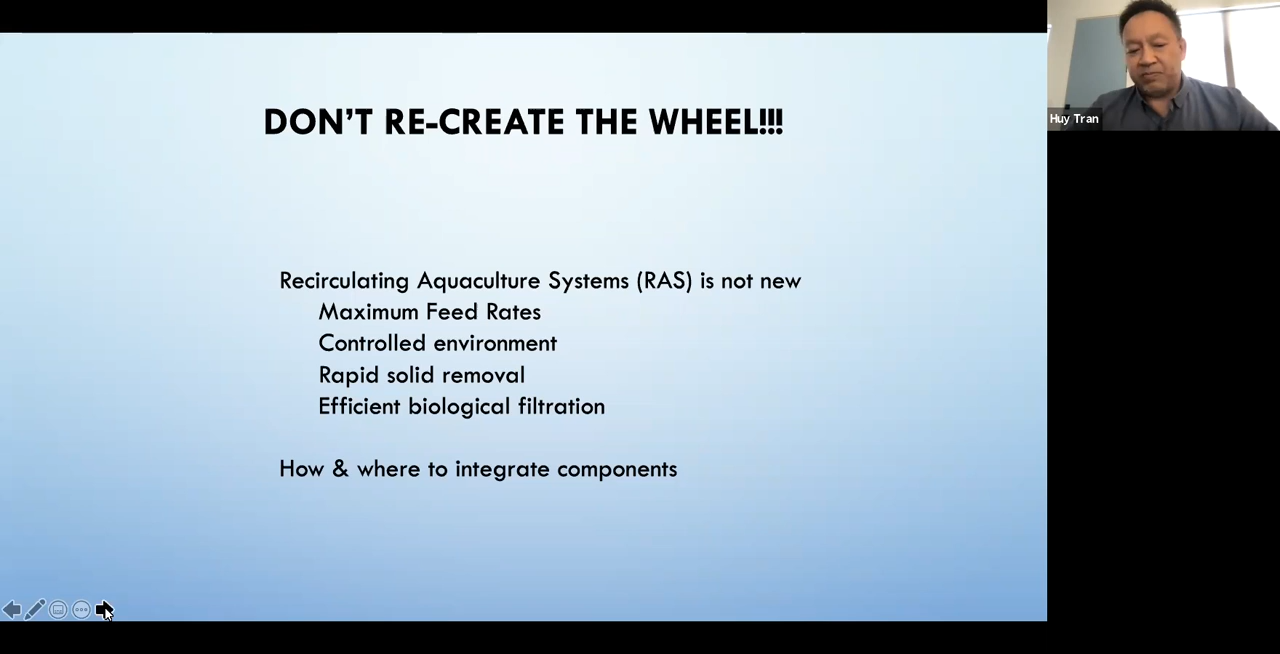 DON'T RE-CREATE THE WHEEL!!!
Recirculating Aquaculture Systems (RAS) is not new
Maximum Feed Rates
Controlled environment
Rapid solid removal
Efficient biological filtration
How & where to integrate components
Huy Tran